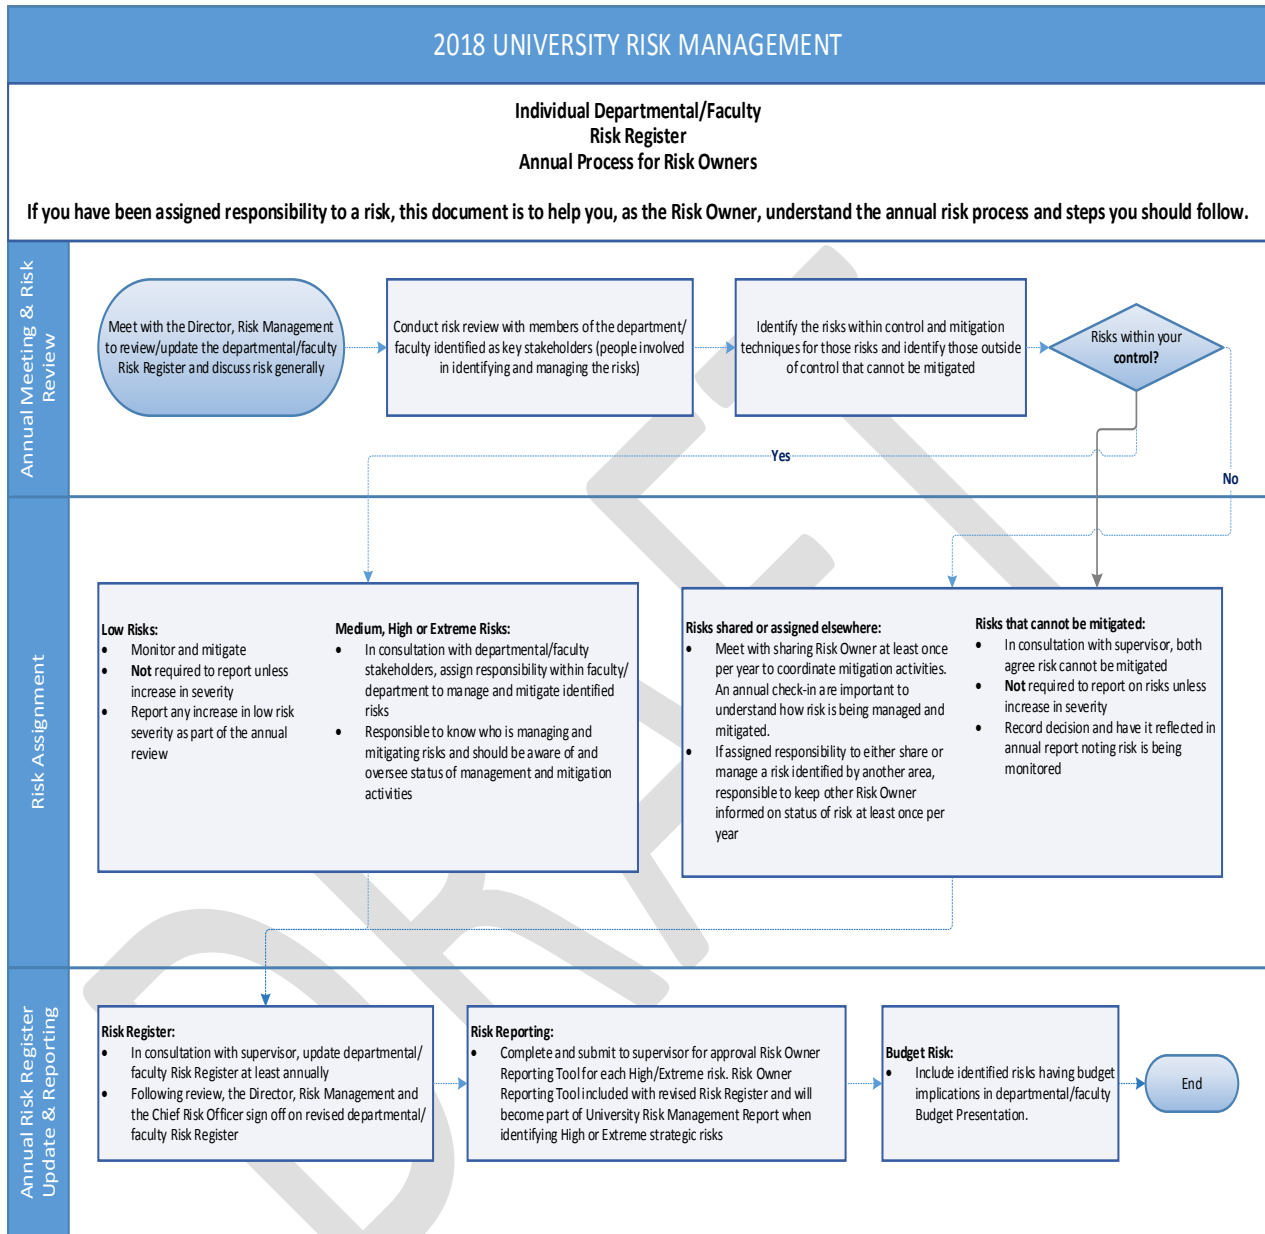 2018 UNIVERSITY RISK MANAGEMENT
Individual Departmental/Faculty
Risk Register
Annual Process for Risk Owners
If you have been assigned responsibility to a risk, this document is to help you, as the Risk Owner, understand the annual risk process and steps you should follow.
Annual Meeting & Risk
Review
Meet with the Director, Risk Management
to review/update the departmental/faculty
Risk Register and discuss risk generally
Conduct risk review with members of the department/
faculty identified as key stakeholders (people involved
in identifying and managing the risks)
Identify the risks within control and mitigation
techniques for those risks and identify those outside
of control that cannot be mitigated
Risks within your
control?
Yes
No
Risk Assignment
Low Risks:
• Monitor and mitigate
• Not required to report unless
increase in severity
• Report any increase in low risk
severity as part of the annual
review
Medium, High or Extreme Risks:
• In consultation with departmental/faculty
stakeholders, assign responsibility within faculty/
department to manage and mitigate identified
risks
• Responsible to know who is managing and
mitigating risks and should be aware of and
oversee status of management and mitigation
activities
Risks shared or assigned elsewhere:
• Meet with sharing Risk Owner at least once
per year to coordinate mitigation activities.
An annual check-in are important to
understand how risk is being managed and
mitigated.
• If assigned responsibility to either share or
manage a risk identified by another area,
responsible to keep other Risk Owner
informed on status of risk at least once per
year
Risks that cannot be mitigated:
• In consultation with supervisor, both
agree risk cannot be mitigated
• Not required to report on risks unless
increase in severity
• Record decision and have it reflected in
annual report noting risk is being
monitored
Annual Risk Register
Update & Reporting
Risk Register:
• In consultation with supervisor, update departmental/
faculty Risk Register at least annually
• Following review, the Director, Risk Management and
the Chief Risk Officer sign off on revised departmental/
faculty Risk Register
Risk Reporting:
• Complete and submit to supervisor for approval Risk Owner
Reporting Tool for each High/Extreme risk. Risk Owner
Reporting Tool included with revised Risk Register and will
become part of University Risk Management Report when
identifying High or Extreme strategic risks
Budget Risk:
• Include identified risks having budget
implications in departmental/faculty
Budget Presentation.
End
DRAFT